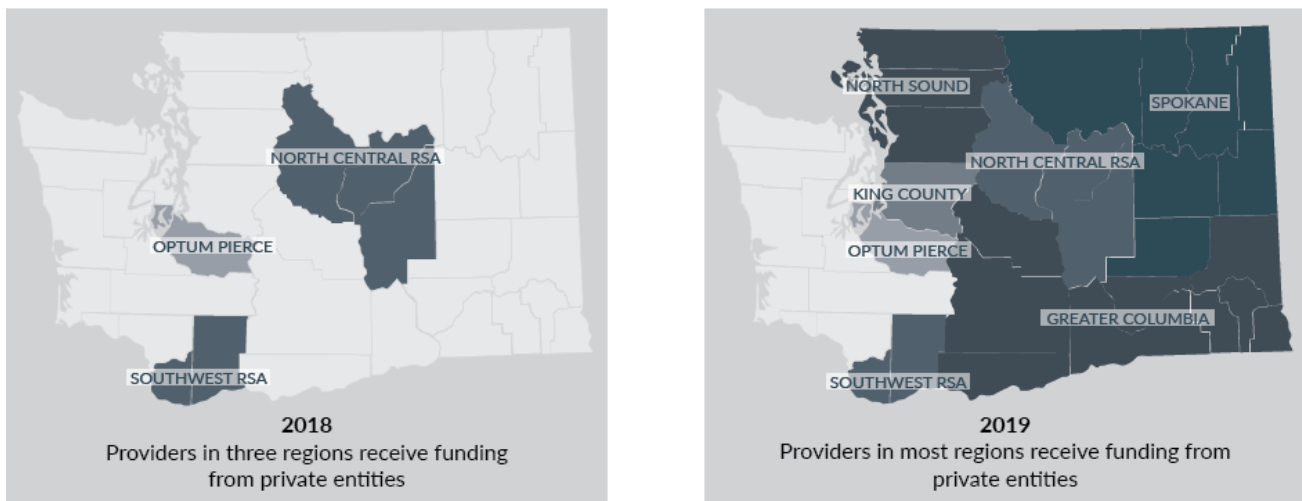 NORTH CENTRAL RSA
OPTUM PIERCE
SOUTHWEST RSA
2018
Providers in three regions receive funding
from private entities
NORTH SOUND
SPOKANE
NORTH CENTRAL RSA
KING COUNTY
OPTUM PIERCE
GREATER COLUMBIA
SOUTHWEST RSA
2019
Providers in most regions receive funding from
private entities